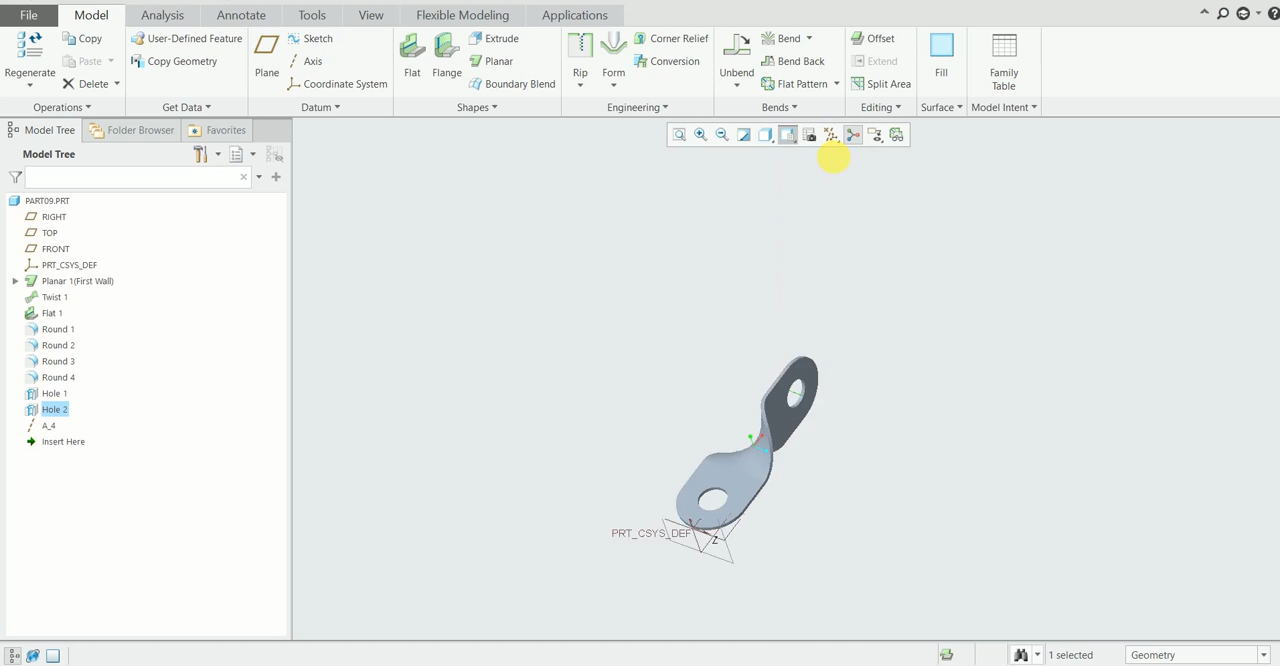 File Model Analysis Annotate Tools View Flexible Modeling Applications
Regenerate
Copy
Paste
Delete
Operations
User-Defined Feature
Copy Geometry
Get Data
Plane
Sketch
Axis
Coordinate System
Datum
Flat
Flange
Extrude
Planar
Boundary Blend
Shapes
Rip
Form
Corner Relief
Conversion
Engineering
Unbend
Bend
Bend Back
Flat Pattern
Bends
Offset
Extend
Split Area
Editing
Fill
Surface
Family
Table
Model Intent
Model Tree Folder Browser Favorites
Model Tree
PART09.PRT
RIGHT
TOP
FRONT
PRT_CSYS_DEF
Planar 1(First Wall)
Twist 1
Flat 1
Round 1
Round 2
Round 3
Round 4
Hole 1
Hole 2
A_4
Insert Here
PRT_CSYS_DEF
Z
1 selected
Geometry